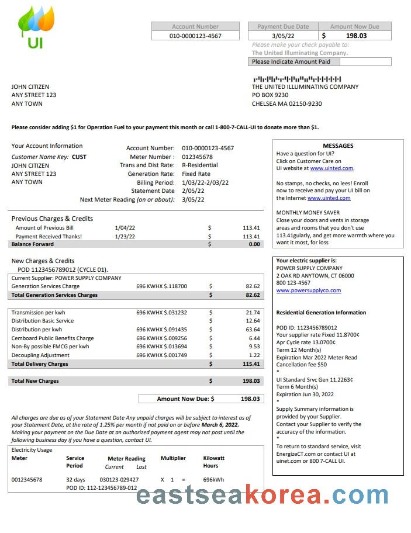 UI
Account Number
010-0000123-4567
Payment Due Date Amount Now Due
3/05/22 $ 198.03
Please make your check payable to:
The United Illuminating Company.
Please Indicate Amount Paid
JOHN CITIZEN
ANY STREET 123
ANY TOWN
THE UNITED ILLUMINATING COMPANY
PO BOX 9230
CHELSEA MA 02150-9230
Please consider adding $1 for Operation Fuel to your payment this month or call 1-800-7-CALL-UI to donate more than $1.
Your Account Information
Customer Name Key: CUST
JOHN CITIZEN
ANY STREET 123
ANY TOWN
Account Number: 010-0000123-4567
Meter Number : 012345678
Trans and Dist Rate: R-Residential
Generation Rate: Fixed Rate
Billing Period: 1/03/22-2/03/22
Statement Date 2/05/22
Next Meter Reading (on or about): 3/05/22
Previous Charges & Credits
Amount of Previous Bill 1/04/22 $ 113.41
Payment Received Thanks! 1/23/22 $ 113.41
Balance Forward $ 0.00
New Charges & Credits
POD 1123456789012 (CYCLE 01).
Current Supplier: POWER SUPPLY COMPANY
Generation Services Charge 696 KWHX $.118700 $ 82.62
Total Generation Services Charges $ 82.62
Transmission per kwh 696 KWHX $.031232 $ 21.74
Distribution Basic Service $ 12.64
Distribution per kwh 696 KWHX $.091435 $ 63.64
Comboard Public Benefits Charge 696 KWHX $.009256 $ 6.44
Non-By passible FMCG per kwh 696 KWHX $.013694 $ 9.53
Decoupling Adjustment 696 KWHX $.001749 $ 1.22
Total Delivery Charges $ 115.41
Total New Charges $ 198.03
Amount Now Due: $ 198.03
All charges are due as of your Statement Date Any unpaid charges will be subject to interest as of
your Statement Date, at the rate of 1.25% per month if not paid on or before March 6, 2022.
Making your payment on the Due Date at an authorised payment agent may not post until the
following business day if you have a question, contact UI.
Electricity Usage
Meter Service Period Meter Reading Current Last Multiplier Kilowatt Hours
0012345678 32 days 030123-029427 X 1 = 696kWh
POD ID: 112-123456789-012
MESSAGES
Have a question for UI?
Click on Customer Care on
UI website at www.uinted.com
No stamps, no checks, no less! Enroll
now to receive and pay your UI bill on
the Internet at www.uinted.com
MONTHLY MONEY SAVER
Close your doors and vents in storage
areas and rooms that you don't use
113.41gularly, and get more warmth where you
want it most, for loss
Your electric supplier is:
POWER SUPPLY COMPANY
2 OAK RD ANYTOWN, CT 06000
800 123-4567
www.powersupplyco.com
Residential Generation Information
POD ID: 1123456789012
Your supplier rate Fixed 11.8700¢
Apr Cycle rate 13.0700¢
Term 12 Month(s)
Expiration Mar 2022 Meter Read
Cancellation fee $50
*
UI Standard Srvc Gen 11.2263¢
Term 6 Month(s)
Expiration Jun 30, 2022
*
Supply Summary information is
provided by your Supplier.
Contact your Supplier to verify the
accuracy of the information.
*
To return to standard service, visit
EnergizeCT.com or contact UI at
uinet.com or 800 7-CALL UI.
eastseakorea.com